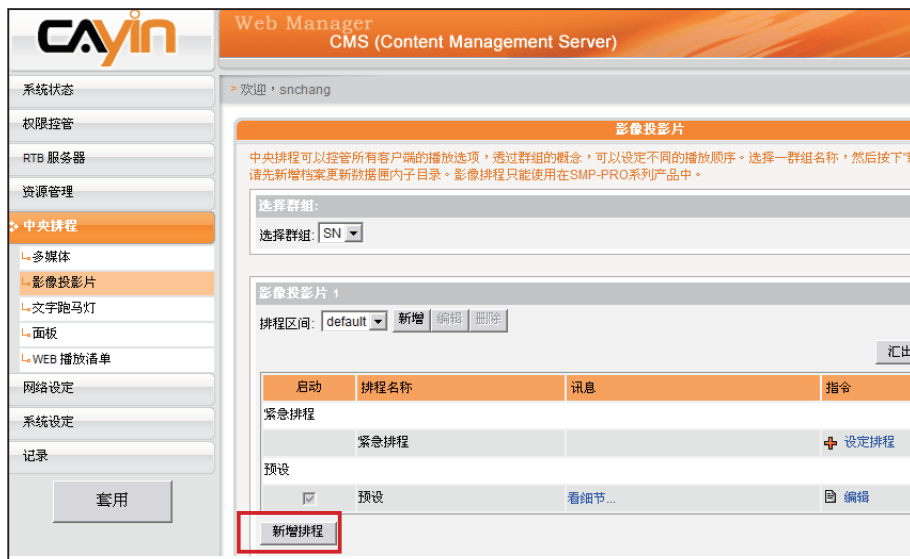 CAYIN
Web Manager
CMS (Content Management Server)
系统状态
权限控管
RTB 服务器
资源管理
中央排程
多媒体
影像投影片
文字跑马灯
面板
WEB 播放清单
网络设定
系统设定
记录
套用
> 欢迎，snchang
影像投影片
中央排程可以控管所有客户端的播放选项，透过群组的概念，可以设定不同的播放顺序。选择一群组名称，然后按下"
请先新增档案更新数据匣内子目录。影像排程只能使用在SMP-PRO系列产品中。
选择群组:
选择群组: SN
影像投影片 1
排程区间: default 新增 编辑 册除
汇出
启动 排程名称 讯息 指令
紧急排程
紧急排程 设定排程
预设
预设 看细节... 编辑
新增排程